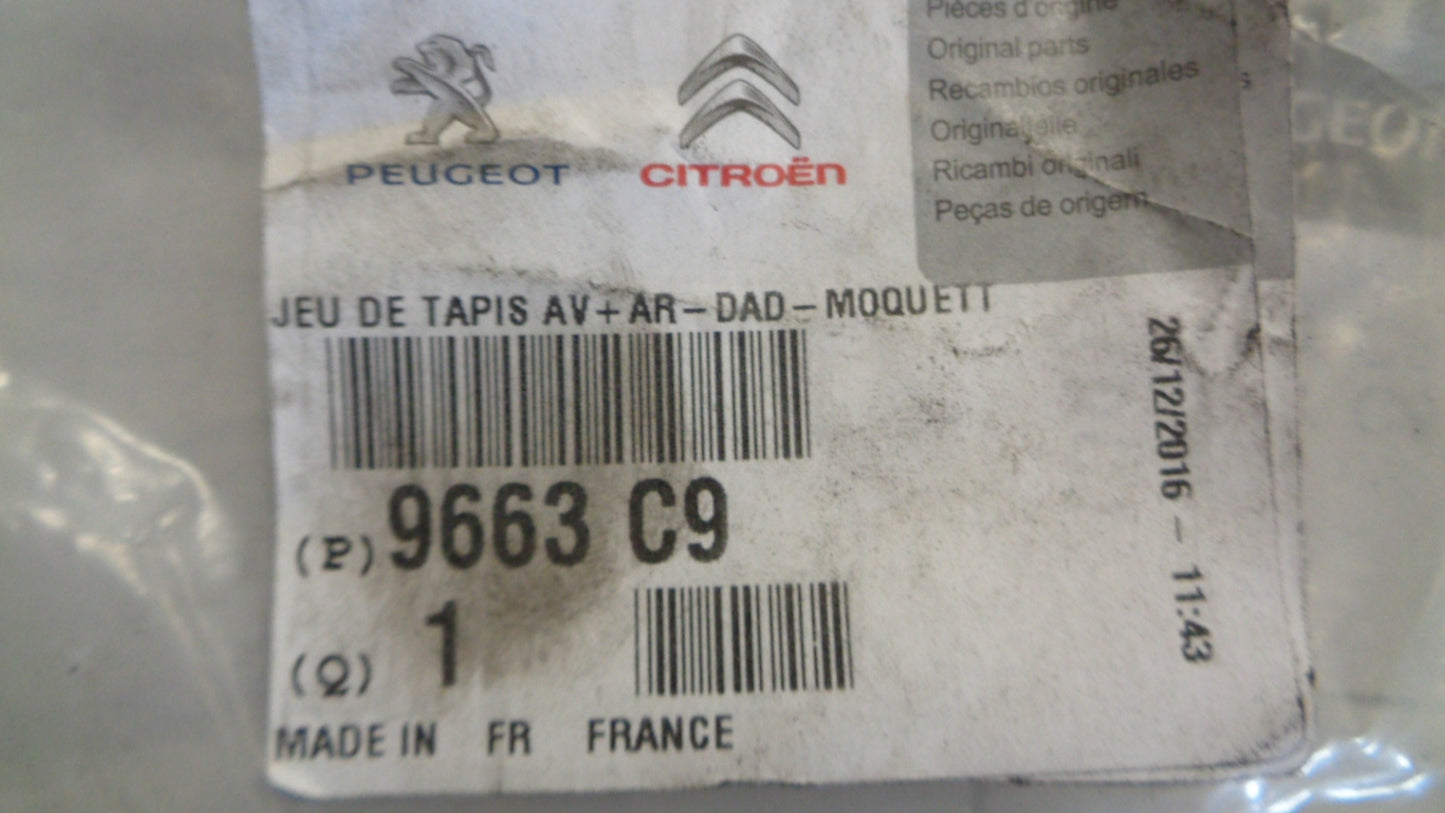 Pièces d'origine
Original parts
Recambios originales
Originalteile
Ricambi originali
Peças de origem
PEUGEOT
CITROËN
JEU DE TAPIS AV+AR-DAD-MOQUETT
26/12/2016 - 11:43
(P) 9663 C9
(Q) 1
MADE IN FR FRANCE